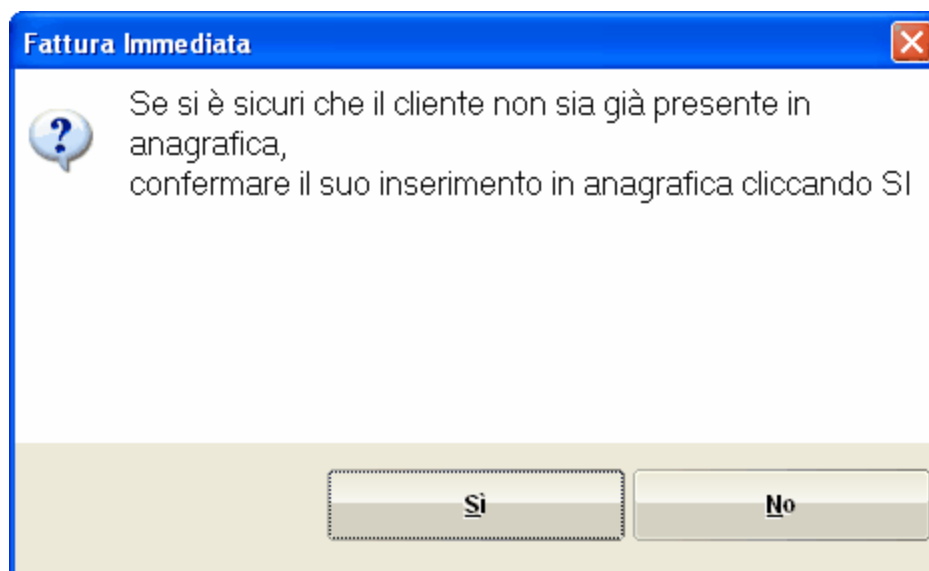 Fattura Immediata
Se si è sicuri che il cliente non sia già presente in
anagrafica,
confermare il suo inserimento in anagrafica cliccando SI
Sì
No